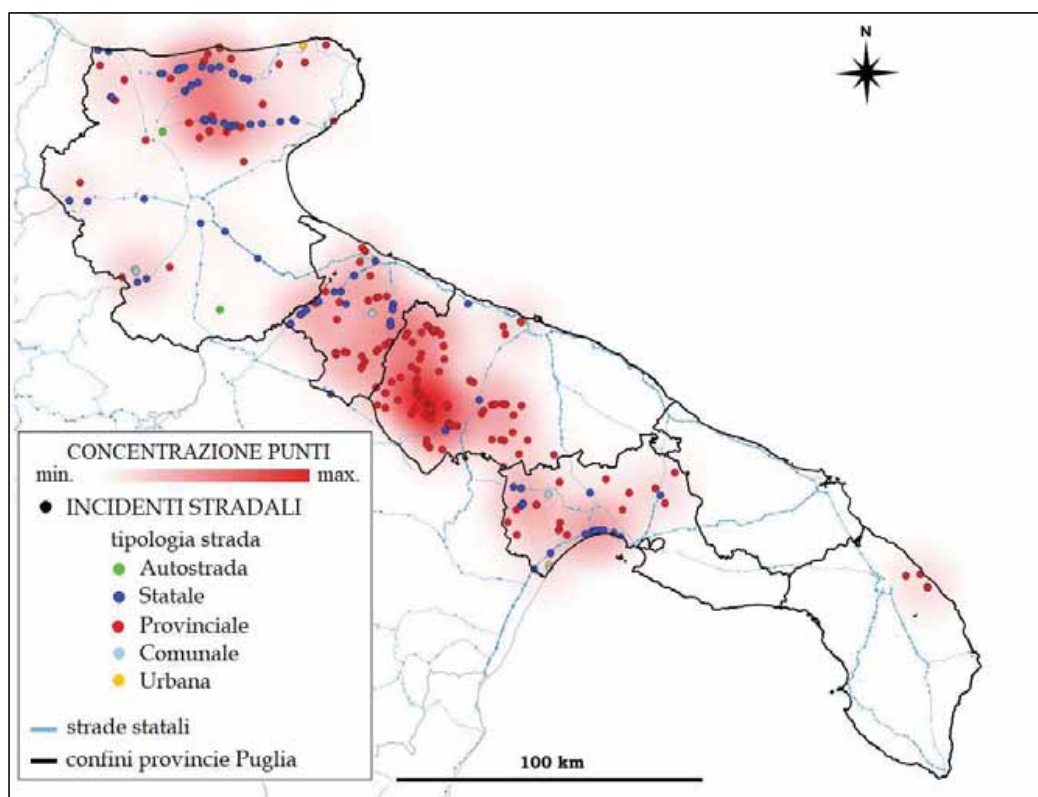 N
CONCENTRAZIONE PUNTI
min. max.
INCIDENTI STRADALI
tipologia strada
Autostrada
Statale
Provinciale
Comunale
Urbana
strade statali
confini provincie Puglia
100 km